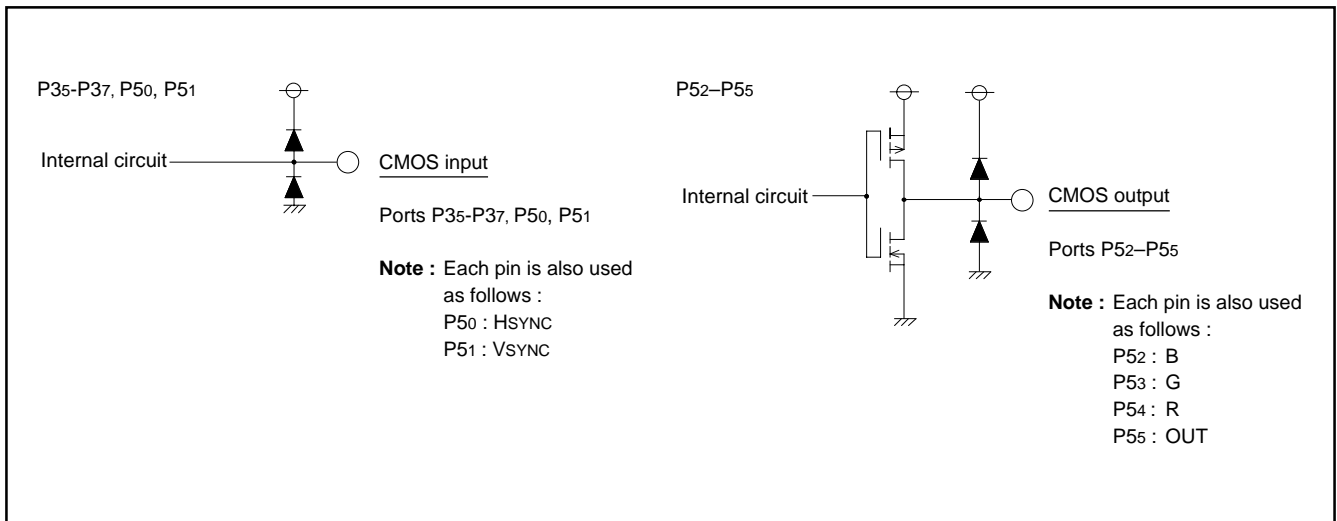 P35-P37, P50, P51
Internal circuit
CMOS input
Ports P35-P37, P50, P51
Note : Each pin is also used
as follows :
P50 : HSYNC
P51 : VSYNC
P52–P55
Internal circuit
CMOS output
Ports P52–P55
Note : Each pin is also used
as follows :
P52 : B
P53 : G
P54 : R
P55 : OUT